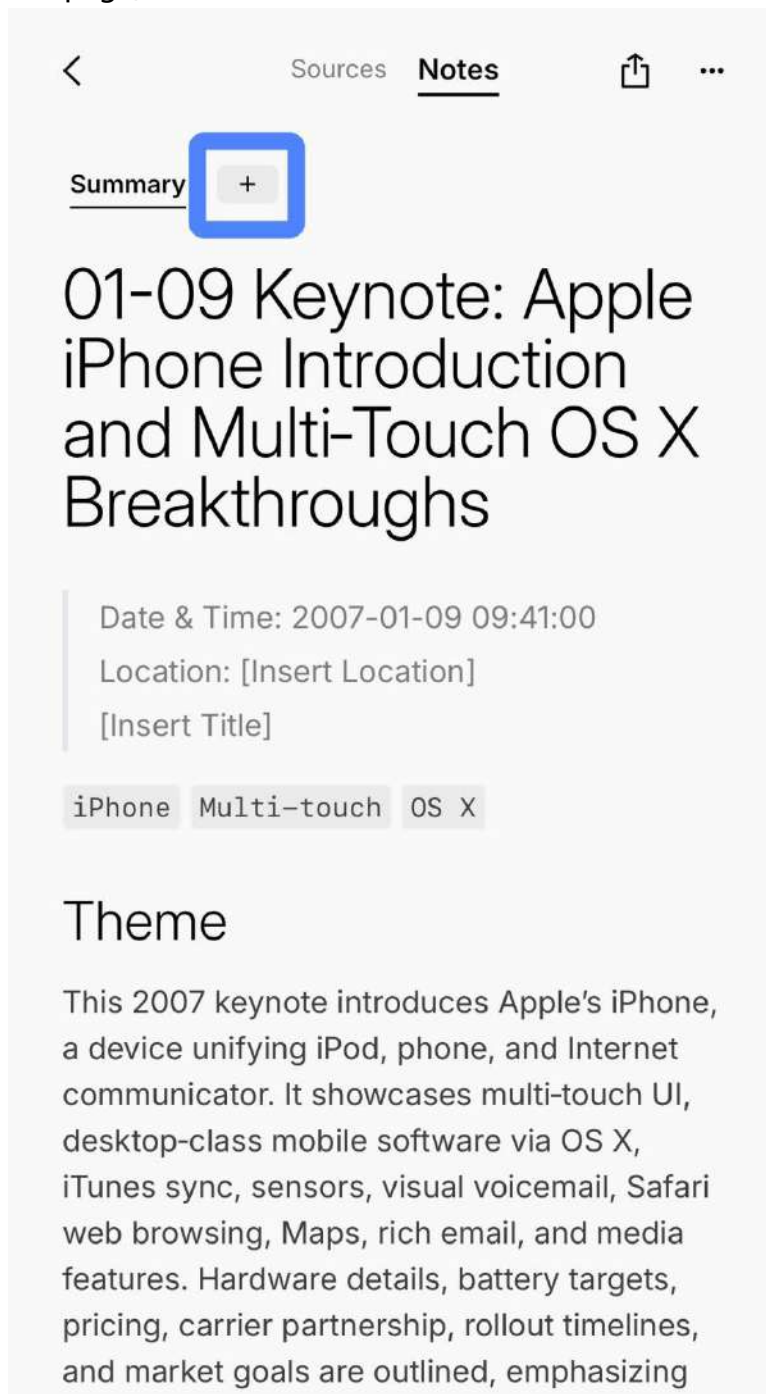 Sources Notes
Summary +
01-09 Keynote: Apple
iPhone Introduction
and Multi-Touch OS X
Breakthroughs
Date & Time: 2007-01-09 09:41:00
Location: [Insert Location]
[Insert Title]
iPhone Multi-touch OS X
Theme
This 2007 keynote introduces Apple's iPhone,
a device unifying iPod, phone, and Internet
communicator. It showcases multi-touch UI,
desktop-class mobile software via OS X,
iTunes sync, sensors, visual voicemail, Safari
web browsing, Maps, rich email, and media
features. Hardware details, battery targets,
pricing, carrier partnership, rollout timelines,
and market goals are outlined, emphasizing